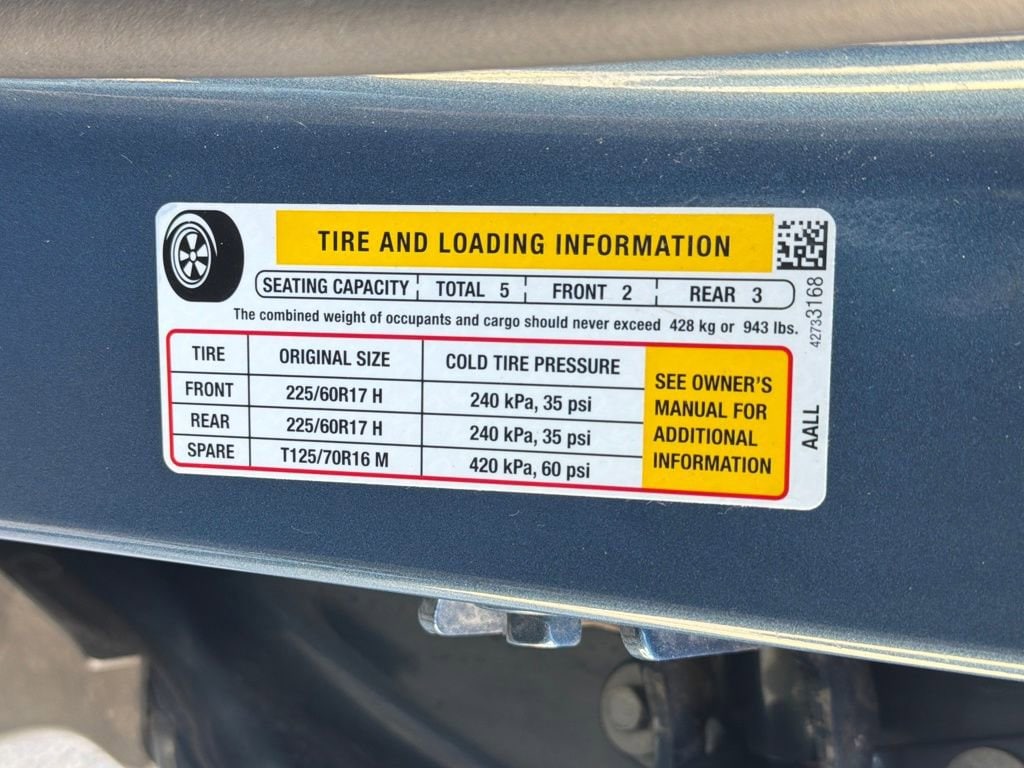 TIRE AND LOADING INFORMATION
SEATING CAPACITY TOTAL 5 FRONT 2 REAR 3
The combined weight of occupants and cargo should never exceed 428 kg or 943 lbs.
TIRE ORIGINAL SIZE COLD TIRE PRESSURE
FRONT 225/60R17 H 240 kPa, 35 psi
REAR 225/60R17 H 240 kPa, 35 psi
SPARE T125/70R16 M 420 kPa, 60 psi
SEE OWNER'S
MANUAL FOR
ADDITIONAL
INFORMATION
42733168
AALL